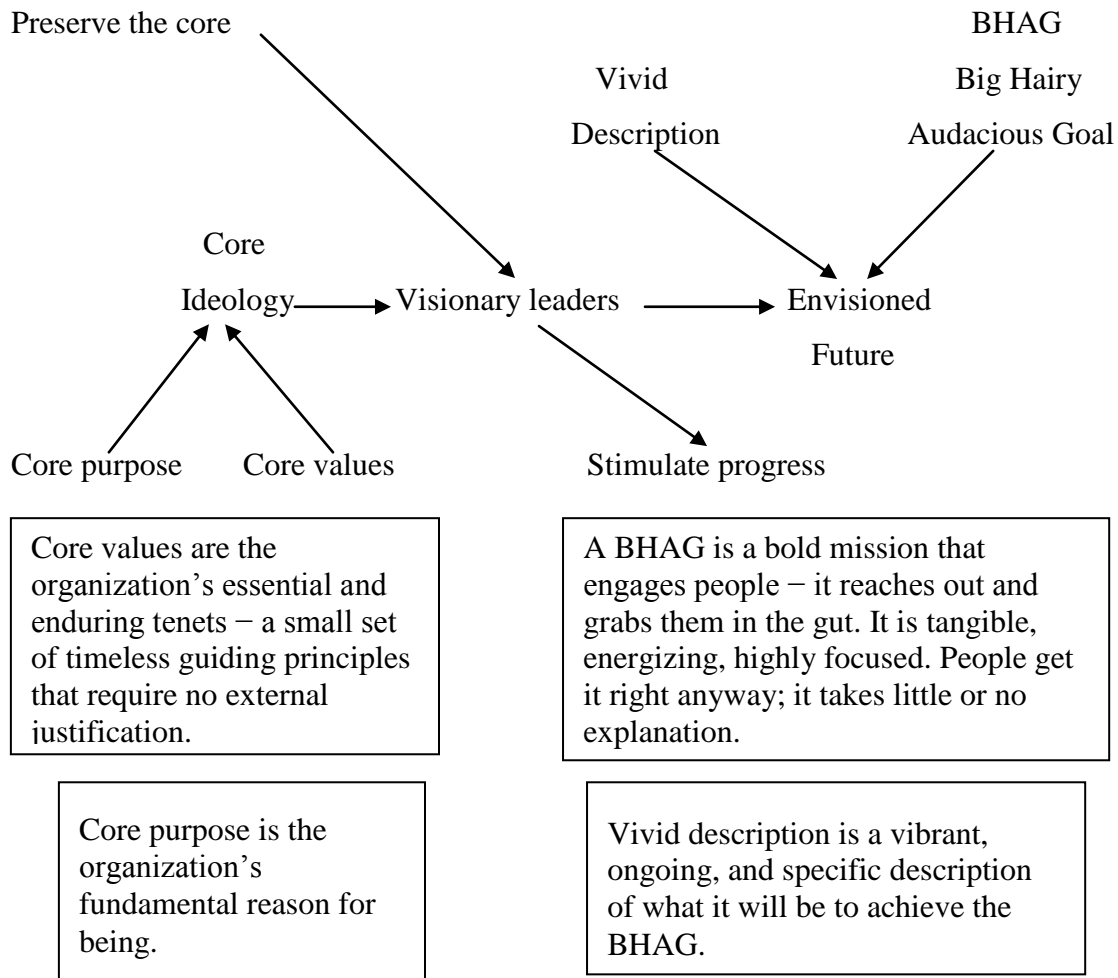 Preserve the core
BHAG
Vivid
Big Hairy
Description
Audacious Goal
Core
Ideology
Visionary leaders
Envisioned
Future
Core purpose
Core values
Stimulate progress
Core values are the
organization’s essential and
enduring tenets − a small set
of timeless guiding principles
that require no external
justification.
A BHAG is a bold mission that
engages people − it reaches out and
grabs them in the gut. It is tangible,
energizing, highly focused. People get
it right anyway; it takes little or no
explanation.
Core purpose is the
organization’s
fundamental reason for
being.
Vivid description is a vibrant,
ongoing, and specific description
of what it will be to achieve the
BHAG.